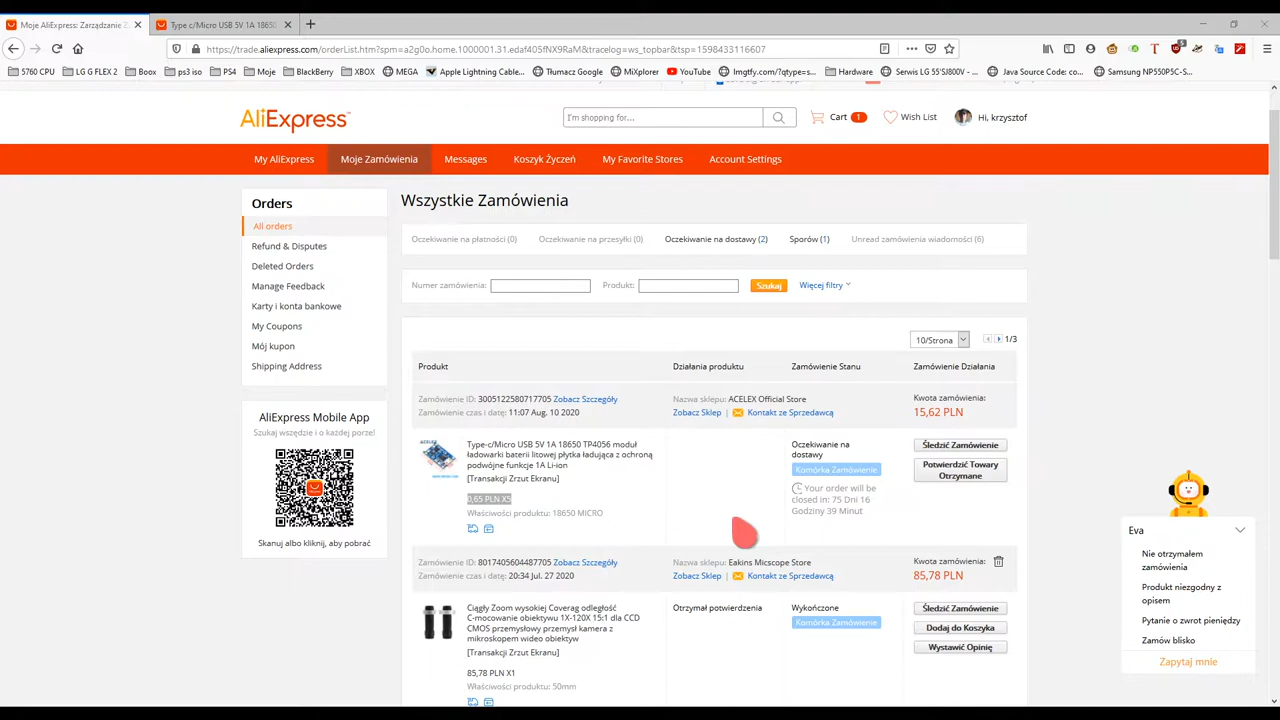 Moje AliExpress: Zarządzanie Z
Type c/Micro USB 5V 1A 18650
https://trade.aliexpress.com/orderList.htm?spm=a2g0o.home.1000001.31.edaf405fNX9RaM&tracelog=ws_topbar&tsp=1598433116607
5760 CPU
LG G FLEX 2
Boox
ps3 iso
PS4
Moje
BlackBerry
XBOX
MEGA
Apple Lightning Cable...
Tłumacz Google
MiXplorer
YouTube
lmgtfy.com/?qtype=s...
Hardware
Serwis LG 55'SJ800V - ...
Java Source Code: co...
Samsung NP550P5C-S...
AliExpress
I'm shopping for...
Cart 1
Wish List
Hi, krzysztof
My AliExpress
Moje Zamówienia
Messages
Koszyk Życzeń
My Favorite Stores
Account Settings
Orders
All orders
Refund & Disputes
Deleted Orders
Manage Feedback
Karty i konta bankowe
My Coupons
Mój kupon
Shipping Address
AliExpress Mobile App
Szukaj wszędzie i o każdej porze!
Skanuj albo kliknij, aby pobrać
Wszystkie Zamówienia
Oczekiwanie na płatności (0)
Oczekiwanie na przesyłki (0)
Oczekiwanie na dostawy (2)
Sporów (1)
Unread zamówienia wiadomości (6)
Numer zamówienia:
Produkt:
Szukaj
Więcej filtry
10/Strona
1/3
Produkt
Działania produktu
Zamówienie Stanu
Zamówienie Działania
Zamówienie ID: 3005122580717705 Zobacz Szczegóły
Zamówienie czas i datę: 11:07 Aug. 10 2020
Nazwa sklepu: ACELEX Official Store
Zobacz Sklep | Kontakt ze Sprzedawcą
Kwota zamówienia:
15,62 PLN
Type-c/Micro USB 5V 1A 18650 TP4056 moduł
ładowarki baterii litowej płytka ładująca z ochroną
podwójne funkcje 1A Li-ion
[Transakcji Zrzut Ekranu]
0,65 PLN X5
Właściwości produktu: 18650 MICRO
Oczekiwanie na
dostawy
Komórka Zamówienie
Your order will be
closed in: 75 Dni 16
Godziny 39 Minut
Śledzić Zamówienie
Potwierdzić Towary
Otrzymane
Zamówienie ID: 8017405604487705 Zobacz Szczegóły
Zamówienie czas i datę: 20:34 Jul. 27 2020
Nazwa sklepu: Eakins Micscope Store
Zobacz Sklep | Kontakt ze Sprzedawcą
Kwota zamówienia:
85,78 PLN
Ciągły Zoom wysokiej Coverag odległość
C-mocowanie obiektywu 1X-120X 15:1 dla CCD
CMOS przemysłowy przemysł kamera z
mikroskopem wideo obiektyw
[Transakcji Zrzut Ekranu]
85,78 PLN X1
Właściwości produktu: 50mm
Otrzymał potwierdzenia
Wykończone
Komórka Zamówienie
Śledzić Zamówienie
Dodaj do Koszyka
Wystawić Opinię
Eva
Nie otrzymałem
zamówienia
Produkt niezgodny z
opisem
Pytanie o zwrot pieniędzy
Zamów blisko
Zapytaj mnie